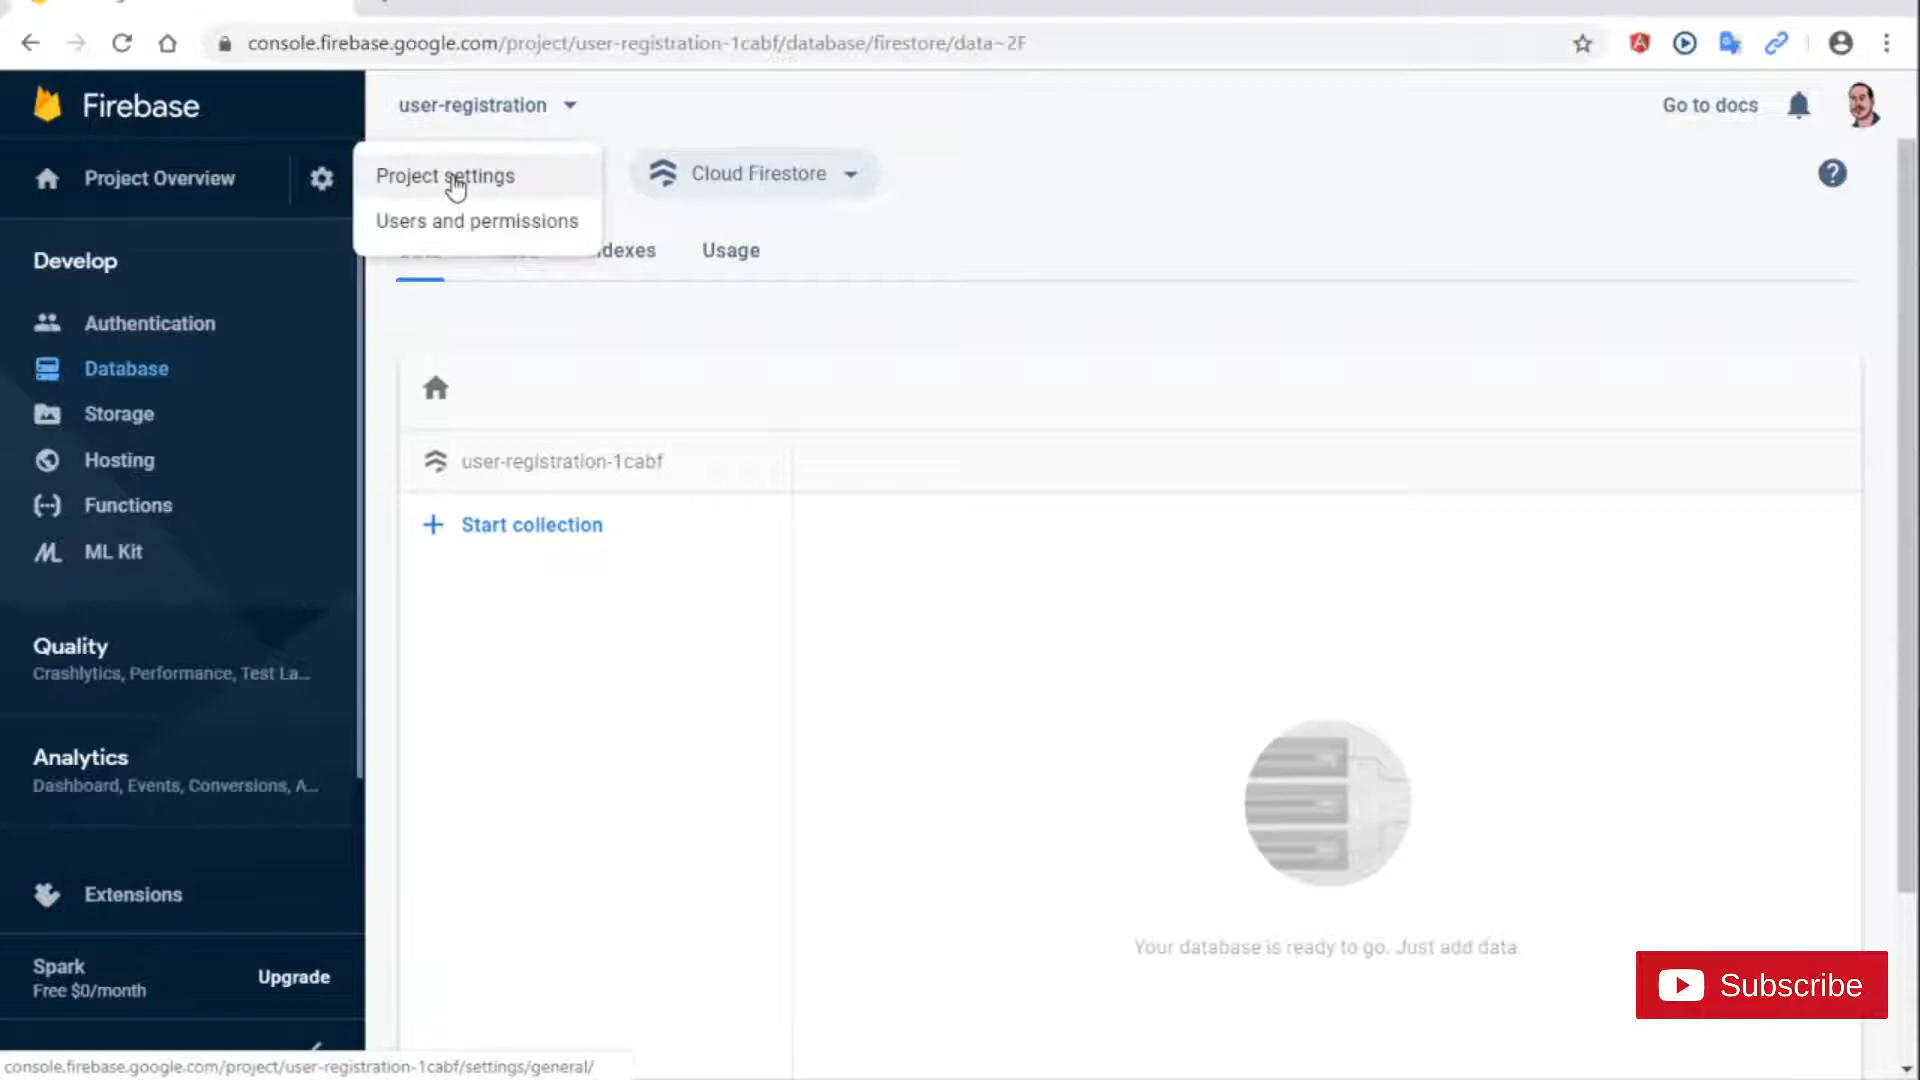 console.firebase.google.com/project/user-registration-1cabf/database/firestore/data~2F
Firebase
user-registration
Go to docs
Project Overview
Project settings
Users and permissions
Cloud Firestore
dexes
Usage
Develop
Authentication
Database
Storage
Hosting
Functions
ML Kit
user-registration-1cabf
Start collection
Quality
Crashlytics, Performance, Test La...
Analytics
Dashboard, Events, Conversions, A...
Extensions
Spark
Free $0/month
Upgrade
Your database is ready to go. Just add data.
Subscribe
console.firebase.google.com/project/user-registration-1cabf/settings/general/